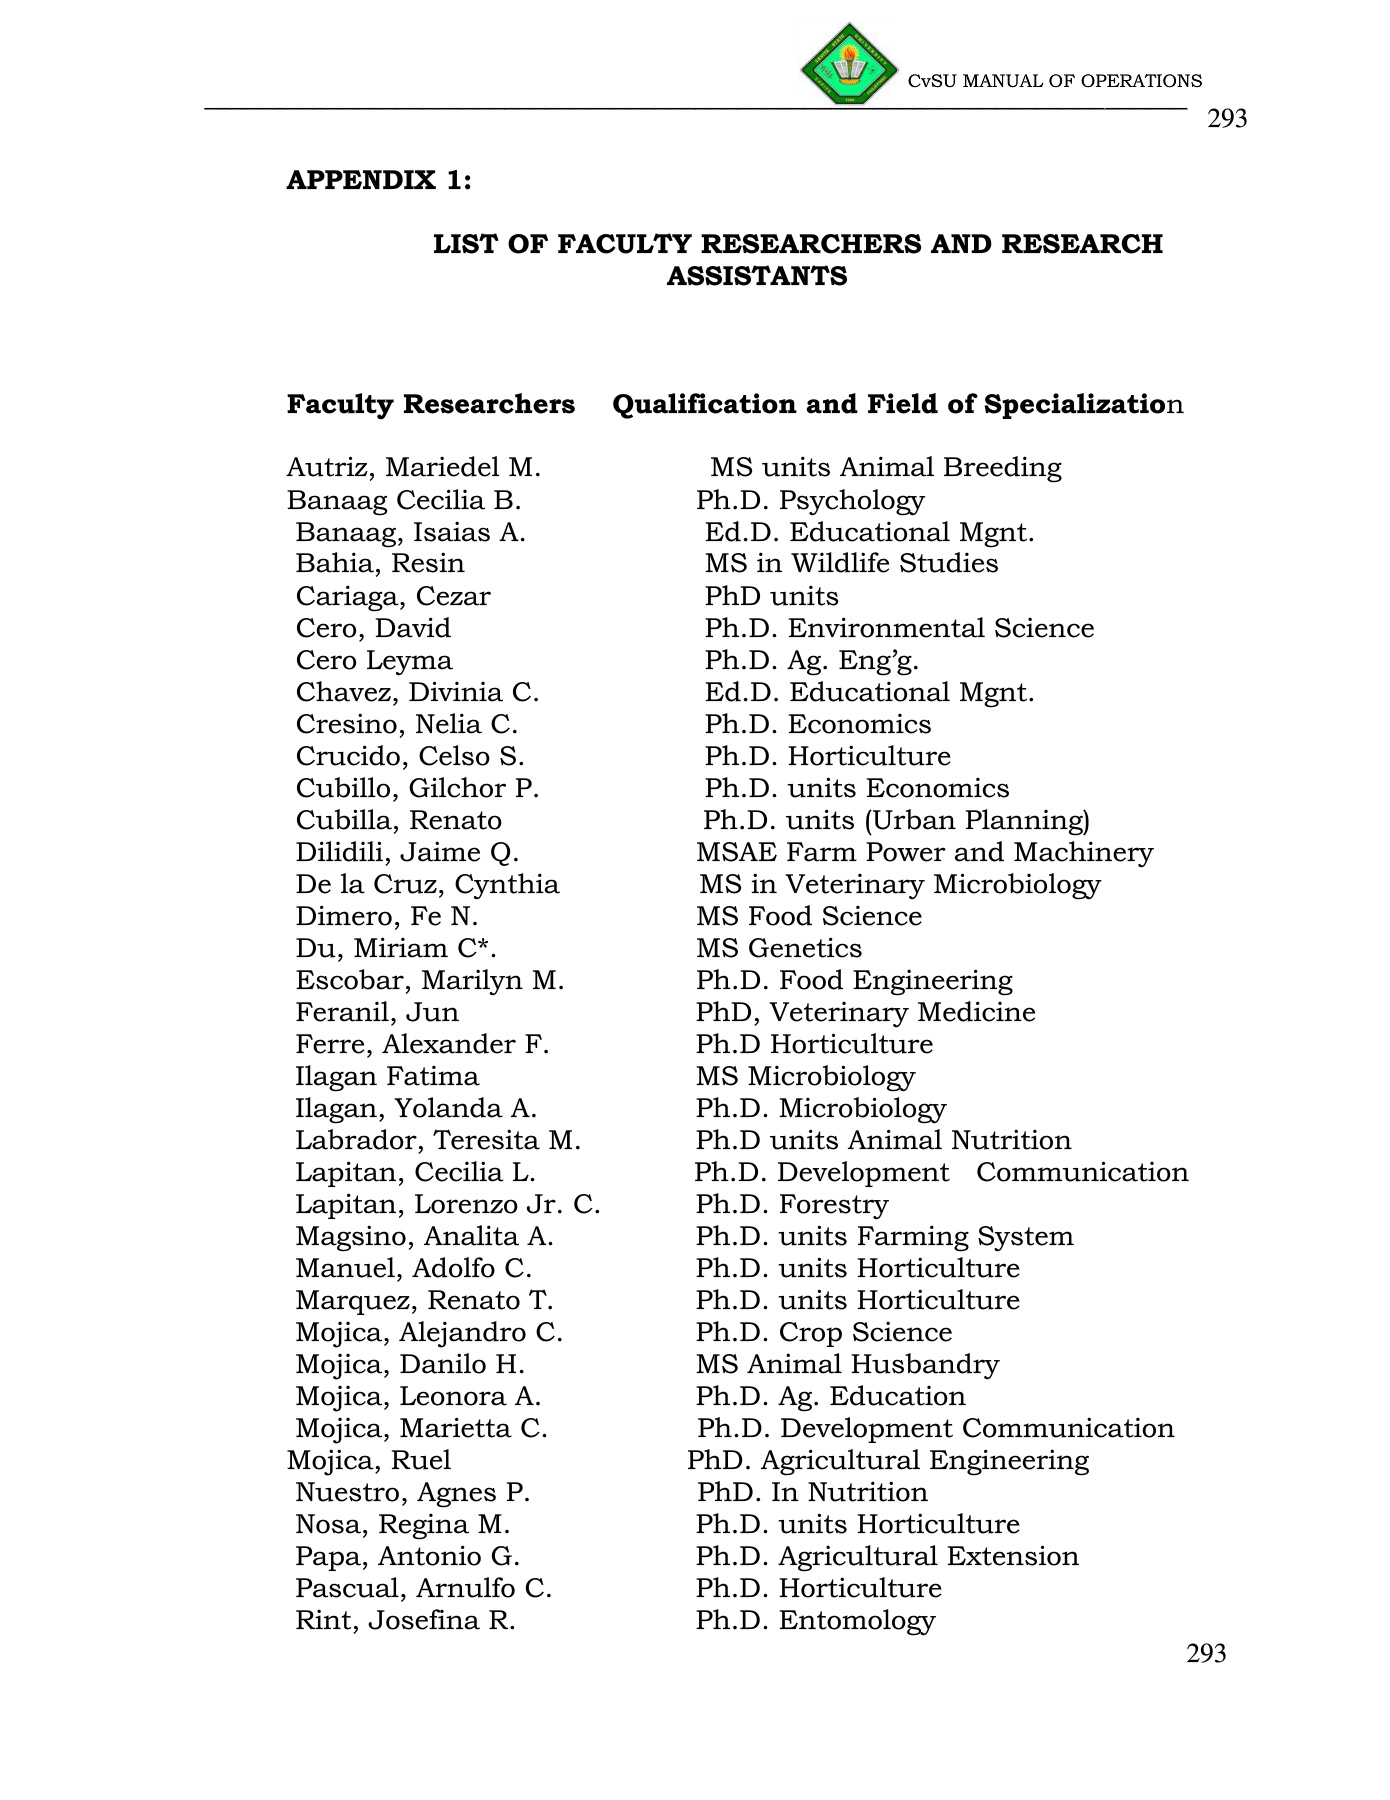 CvSU MANUAL OF OPERATIONS
293
APPENDIX 1:
LIST OF FACULTY RESEARCHERS AND RESEARCH
ASSISTANTS
Faculty Researchers Qualification and Field of Specialization
Autriz, Mariedel M. MS units Animal Breeding
Banaag Cecilia B. Ph.D. Psychology
Banaag, Isaias A. Ed.D. Educational Mgnt.
Bahia, Resin MS in Wildlife Studies
Cariaga, Cezar PhD units
Cero, David Ph.D. Environmental Science
Cero Leyma Ph.D. Ag. Eng’g.
Chavez, Divinia C. Ed.D. Educational Mgnt.
Cresino, Nelia C. Ph.D. Economics
Crucido, Celso S. Ph.D. Horticulture
Cubillo, Gilchor P. Ph.D. units Economics
Cubilla, Renato Ph.D. units (Urban Planning)
Dilidili, Jaime Q. MSAE Farm Power and Machinery
De la Cruz, Cynthia MS in Veterinary Microbiology
Dimero, Fe N. MS Food Science
Du, Miriam C*. MS Genetics
Escobar, Marilyn M. Ph.D. Food Engineering
Feranil, Jun PhD, Veterinary Medicine
Ferre, Alexander F. Ph.D Horticulture
Ilagan Fatima MS Microbiology
Ilagan, Yolanda A. Ph.D. Microbiology
Labrador, Teresita M. Ph.D units Animal Nutrition
Lapitan, Cecilia L. Ph.D. Development Communication
Lapitan, Lorenzo Jr. C. Ph.D. Forestry
Magsino, Analita A. Ph.D. units Farming System
Manuel, Adolfo C. Ph.D. units Horticulture
Marquez, Renato T. Ph.D. units Horticulture
Mojica, Alejandro C. Ph.D. Crop Science
Mojica, Danilo H. MS Animal Husbandry
Mojica, Leonora A. Ph.D. Ag. Education
Mojica, Marietta C. Ph.D. Development Communication
Mojica, Ruel PhD. Agricultural Engineering
Nuestro, Agnes P. PhD. In Nutrition
Nosa, Regina M. Ph.D. units Horticulture
Papa, Antonio G. Ph.D. Agricultural Extension
Pascual, Arnulfo C. Ph.D. Horticulture
Rint, Josefina R. Ph.D. Entomology
293